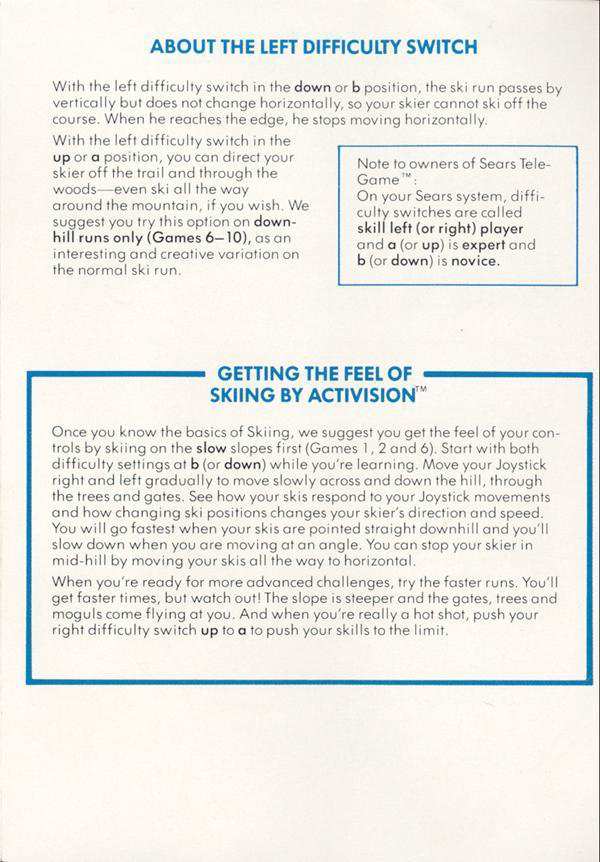 ABOUT THE LEFT DIFFICULTY SWITCH
With the left difficulty switch in the down or b position, the ski run passes by
vertically but does not change horizontally, so your skier cannot ski off the
course. When he reaches the edge, he stops moving horizontally.
With the left difficulty switch in the
up or a position, you can direct your
skier off the trail and through the
woods—even ski all the way
around the mountain, if you wish. We
suggest you try this option on down-
hill runs only (Games 6–10), as an
interesting and creative variation on
the normal ski run.
Note to owners of Sears Tele-
Game™:
On your Sears system, diffi-
culty switches are called
skill left (or right) player
and a (or up) is expert and
b (or down) is novice.
GETTING THE FEEL OF
SKIING BY ACTIVISION™
Once you know the basics of Skiing, we suggest you get the feel of your con-
trols by skiing on the slow slopes first (Games 1, 2 and 6). Start with both
difficulty settings at b (or down) while you're learning. Move your Joystick
right and left gradually to move slowly across and down the hill, through
the trees and gates. See how your skis respond to your Joystick movements
and how changing ski positions changes your skier's direction and speed.
You will go fastest when your skis are pointed straight downhill and you'll
slow down when you are moving at an angle. You can stop your skier in
mid-hill by moving your skis all the way to horizontal.
When you're ready for more advanced challenges, try the faster runs. You'll
get faster times, but watch out! The slope is steeper and the gates, trees and
moguls come flying at you. And when you're really a hot shot, push your
right difficulty switch up to a to push your skills to the limit.